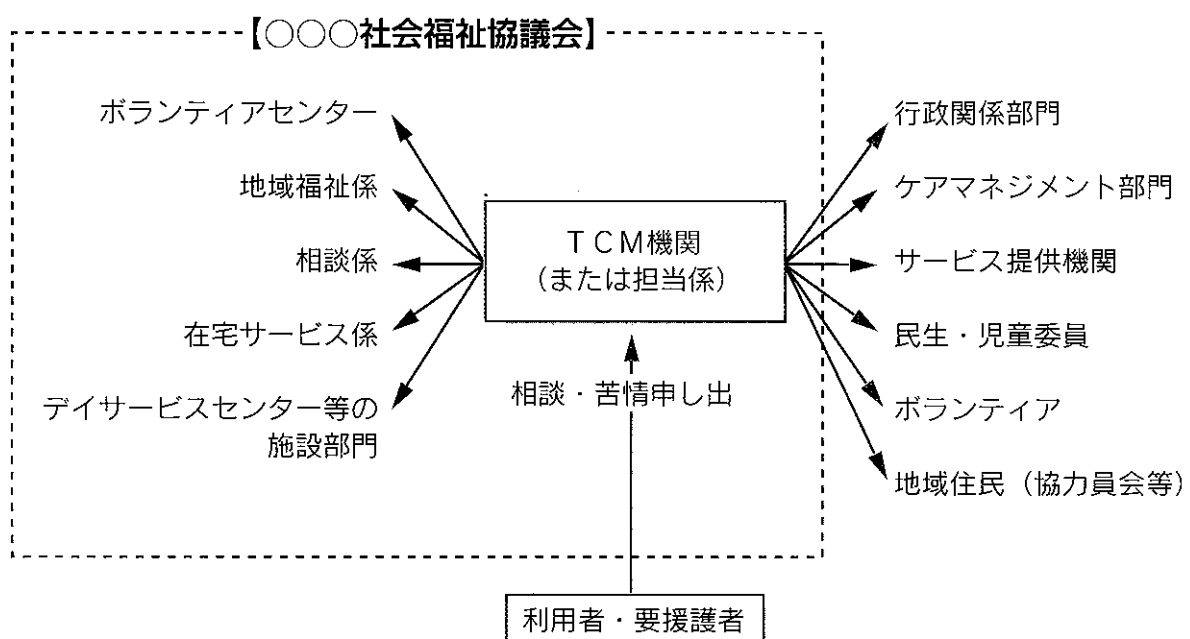 【○○○社会福祉協議会】
ボランティアセンター
地域福祉係
相談係
在宅サービス係
デイサービスセンター等の
施設部門
TCM機関
(または担当係)
相談・苦情申し出
行政関係部門
ケアマネジメント部門
サービス提供機関
民生・児童委員
ボランティア
地域住民(協力員会等)
利用者・要援護者